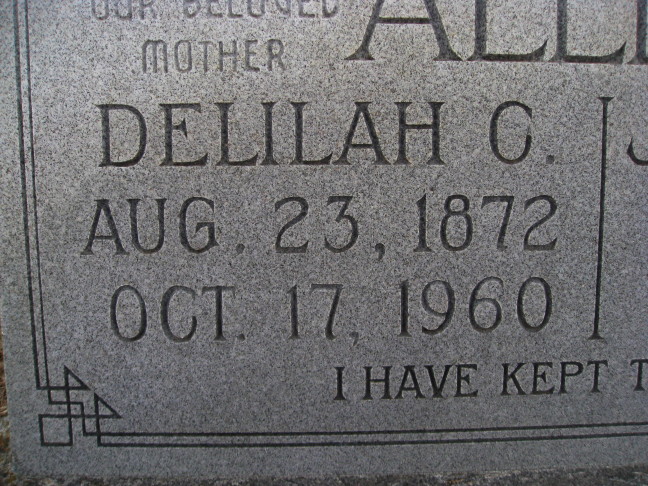 OUR BELOVED
MOTHER
DELILAH C.
AUG. 23, 1872
OCT. 17, 1960
I HAVE KEPT